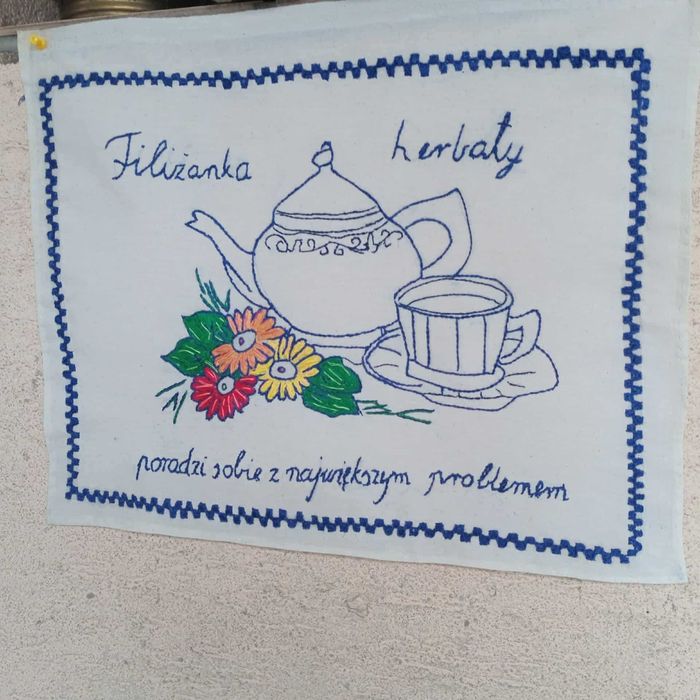 Filiżanka herbaty
poradzi sobie z największym problemem